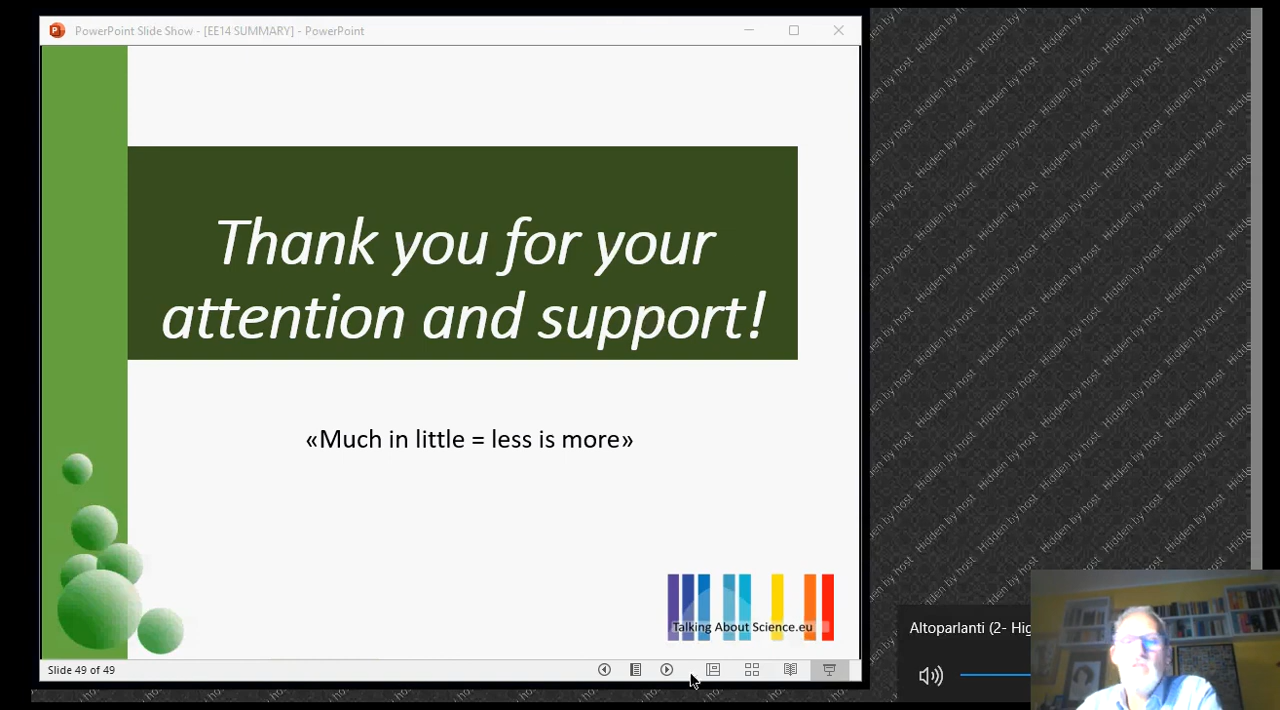 PowerPoint Slide Show - [EE14 SUMMARY] - PowerPoint
Thank you for your
attention and support!
«Much in little = less is more»
Talking About Science.eu
Slide 49 of 49
Hidden by host
Altoparlanti (2- Hig